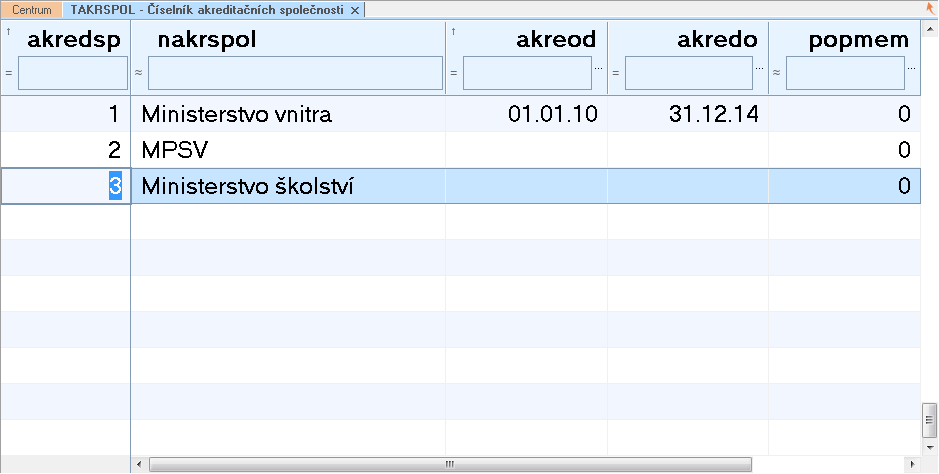 Centrum TAKRSPOL - Číselník akreditačních společnosti
akredsp nakrspol akreod akredo popmem
= ≈ = ... = ... ≈ ...
1 Ministerstvo vnitra 01.01.10 31.12.14 0
2 MPSV 0
3 Ministerstvo školství 0